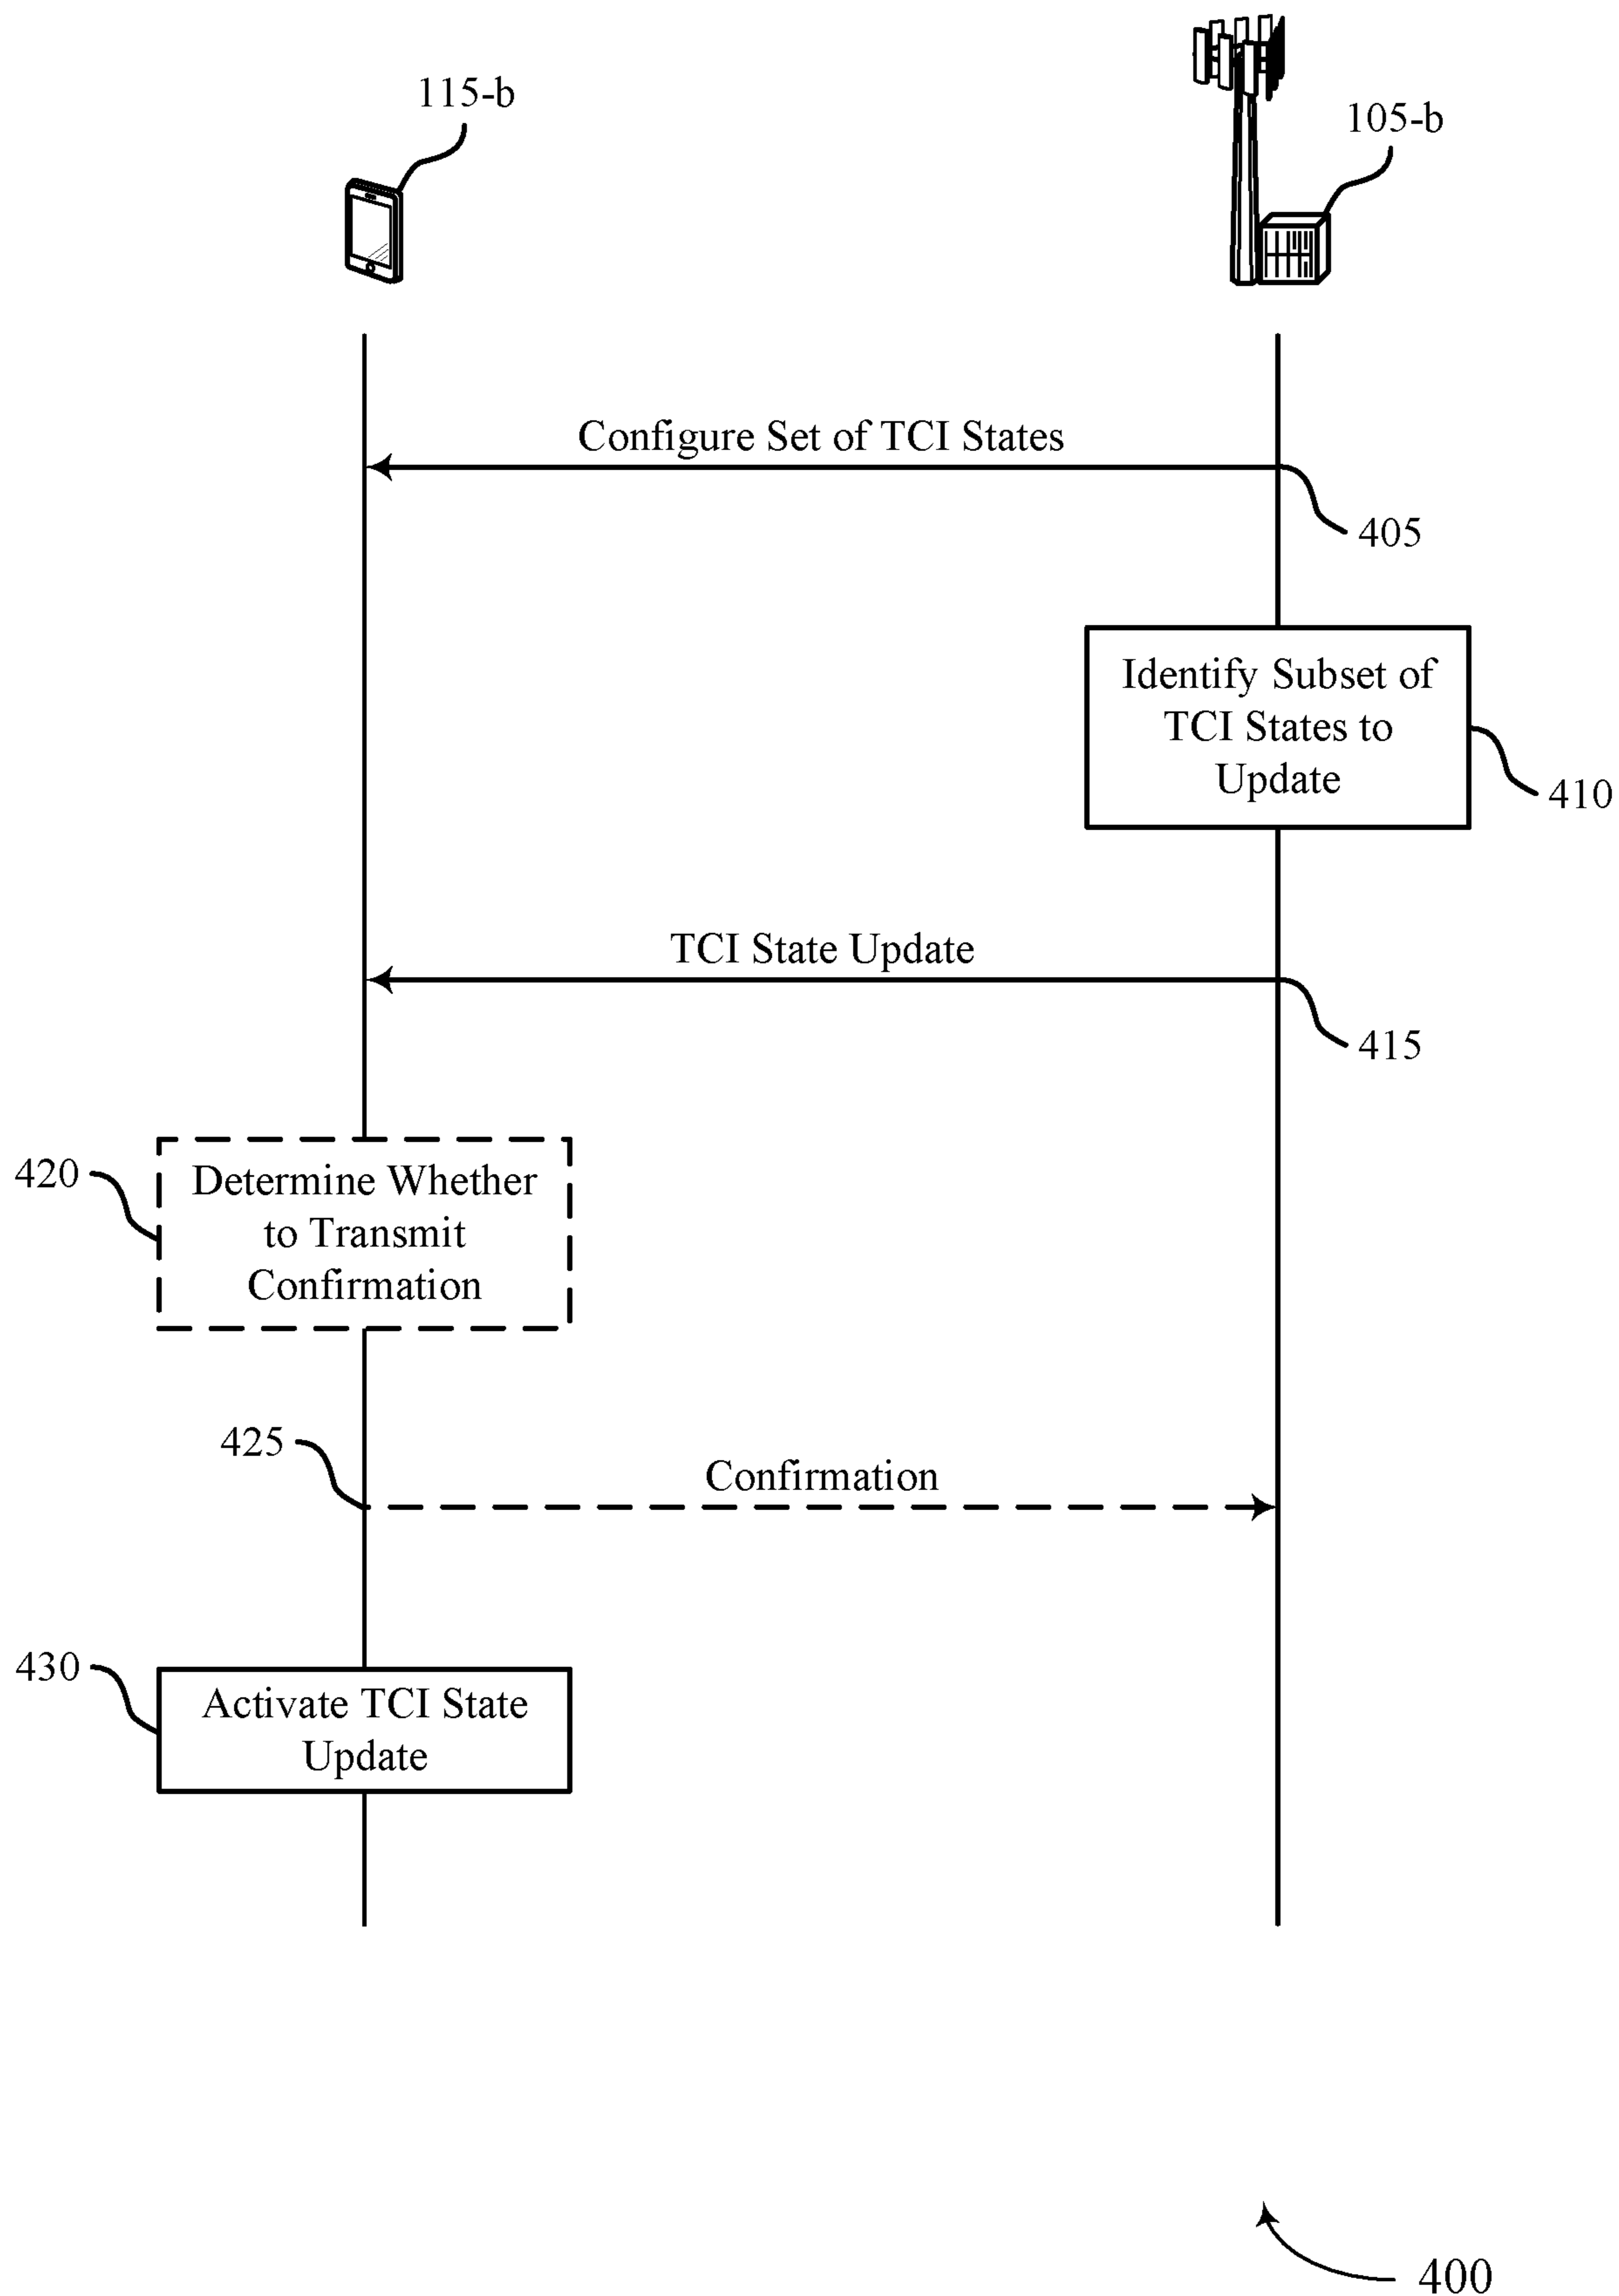 115-b
105-b
Configure Set of TCI States
405
Identify Subset of
TCI States to
Update
410
TCI State Update
415
420
Determine Whether
to Transmit
Confirmation
425
Confirmation
430
Activate TCI State
Update
400